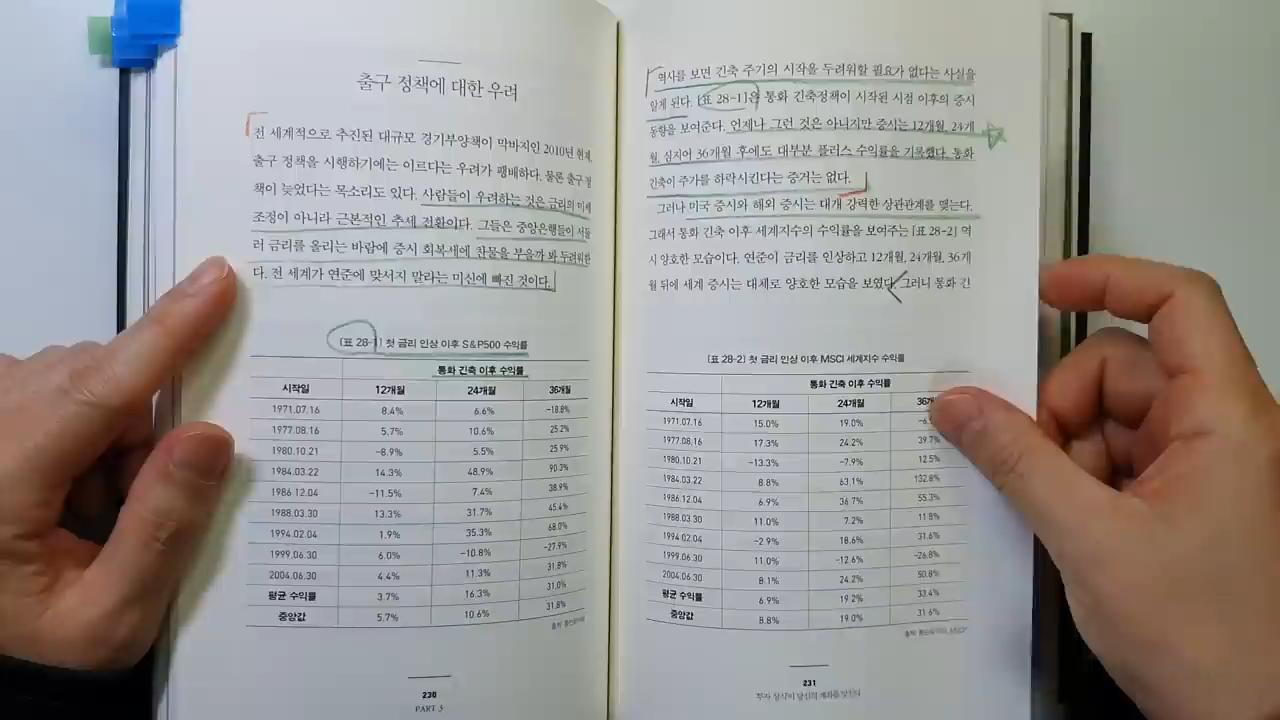 출구 정책에 대한 우려
전 세계적으로 추진된 대규모 경기부양책이 막바지인 2010년 현재,
출구 정책을 시행하기에는 이르다는 우려가 팽배하다. 물론 출구 정
책이 늦었다는 목소리도 있다. 사람들이 우려하는 것은 금리의 미세
조정이 아니라 근본적인 추세 전환이다. 그들은 중앙은행들이 서둘
러 금리를 올리는 바람에 증시 회복세에 찬물을 부을까 봐 두려워한
다. 전 세계가 연준에 맞서지 말라는 미신에 빠진 것이다.
[표 28-1] 첫 금리 인상 이후 S&P500 수익률
통화 긴축 이후 수익률
시작일 12개월 24개월 36개월
1971.07.16 8.4% 6.6% -18.8%
1977.08.16 5.7% 10.6% 25.2%
1980.10.21 -8.9% 5.5% 25.9%
1984.03.22 14.3% 48.9% 90.3%
1986.12.04 -11.5% 7.4% 38.9%
1988.03.30 13.3% 31.7% 45.4%
1994.02.04 1.9% 35.3% 68.0%
1999.06.30 6.0% -10.8% -27.9%
2004.06.30 4.4% 11.3% 31.8%
평균 수익률 3.7% 16.3% 31.0%
중앙값 5.7% 10.6% 31.8%
출처:
230
PART 3
역사를 보면 긴축 주기의 시작을 두려워할 필요가 없다는 사실을
알게 된다. [표 28-1]은 통화 긴축정책이 시작된 시점 이후의 증시
동향을 보여준다. 언제나 그런 것은 아니지만 증시는 12개월, 24개
월, 심지어 36개월 후에도 대부분 플러스 수익률을 기록했다. 통화
긴축이 주가를 하락시킨다는 증거는 없다.
그러나 미국 증시와 해외 증시는 대개 강력한 상관관계를 맺는다.
그래서 통화 긴축 이후 세계지수의 수익률을 보여주는 [표 28-2] 역
시 양호한 모습이다. 연준이 금리를 인상하고 12개월, 24개월, 36개
월 뒤에 세계 증시는 대체로 양호한 모습을 보였다. 그러니 통화 긴
[표 28-2] 첫 금리 인상 이후 MSCI 세계지수 수익률
통화 긴축 이후 수익률
시작일 12개월 24개월
1971.07.16 15.0% 19.0%
1977.08.16 17.3% 24.2% 39.7%
1980.10.21 -13.3% -7.9% 12.5%
1984.03.22 8.8% 63.1% 132.8%
1986.12.04 6.9% 36.7% 55.3%
1988.03.30 11.0% 7.2% 11.8%
1994.02.04 -2.9% 18.6% 31.6%
1999.06.30 11.0% -12.6% -26.8%
2004.06.30 8.1% 24.2% 50.8%
평균 수익률 6.9% 19.2% 33.4%
중앙값 8.8% 19.0% 31.6%
출처:
231